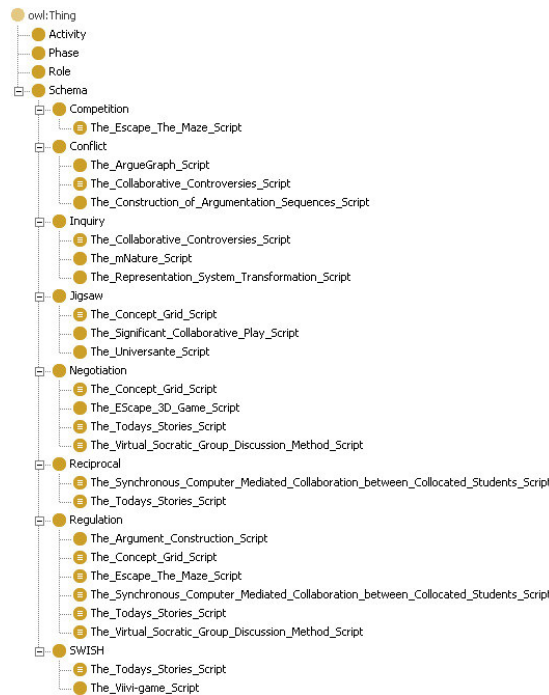 owl:Thing
Activity
Phase
Role
Schema
Competition
The_Escape_The_Maze_Script
Conflict
The_ArgueGraph_Script
The_Collaborative_Controversies_Script
The_Construction_of_Argumentation_Sequences_Script
Inquiry
The_Collaborative_Controversies_Script
The_mNature_Script
The_Representation_System_Transformation_Script
Jigsaw
The_Concept_Grid_Script
The_Significant_Collaborative_Play_Script
The_Universante_Script
Negotiation
The_Concept_Grid_Script
The_EScape_3D_Game_Script
The_Todays_Stories_Script
The_Virtual_Socratic_Group_Discussion_Method_Script
Reciprocal
The_Synchronous_Computer_Mediated_Collaboration_between_Collocated_Students_Script
The_Todays_Stories_Script
Regulation
The_Argument_Construction_Script
The_Concept_Grid_Script
The_Escape_The_Maze_Script
The_Synchronous_Computer_Mediated_Collaboration_between_Collocated_Students_Script
The_Todays_Stories_Script
The_Virtual_Socratic_Group_Discussion_Method_Script
SWISH
The_Todays_Stories_Script
The_Viivi-game_Script